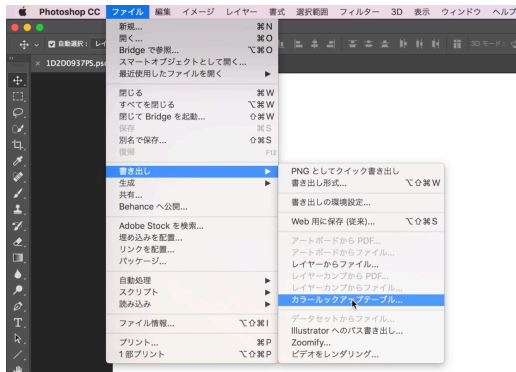 Photoshop CC ファイル 編集 イメージ レイヤー 書式 選択範囲 フィルター 3D 表示 ウィンドウ ヘルプ
自動選択： レイ
3D モード：
× 1D2D0937PS.psd
新規... ⌘N
開く... ⌘O
Bridge で参照... ⌥⌘O
スマートオブジェクトとして開く...
最近使用したファイルを開く ▶
閉じる ⌘W
すべてを閉じる ⌥⌘W
閉じて Bridge を起動... ⇧⌘W
保存 ⌘S
別名で保存... ⇧⌘S
復帰 F12
書き出し ▶
生成 ▶
共有...
Behance へ公開...
Adobe Stock を検索...
埋め込みを配置...
リンクを配置...
パッケージ...
自動処理 ▶
スクリプト ▶
読み込み ▶
ファイル情報... ⌥⇧⌘I
プリント... ⌘P
1 部プリント ⌥⇧⌘P
PNG としてクイック書き出し
書き出し形式... ⌥⇧⌘W
書き出しの環境設定...
Web 用に保存 (従来)... ⌥⇧⌘S
アートボードから PDF...
アートボードからファイル...
レイヤーからファイル...
レイヤーカンプから PDF...
レイヤーカンプからファイル...
カラールックアップテーブル...
データセットからファイル...
Illustrator へのパス書き出し...
Zoomify...
ビデオをレンダリング...